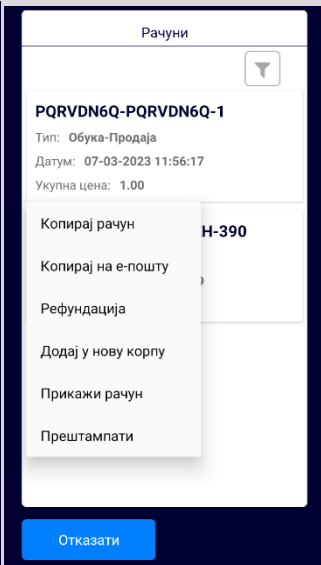 Рачуни
PQRVDN6Q-PQRVDN6Q-1
Тип: Обука-Продаја
Датум: 07-03-2023 11:56:17
Укупна цена: 1.00
H-390
Копирај рачун
Копирај на е-пошту
Рефундација
Додај у нову корпу
Прикажи рачун
Прештампати
Отказати